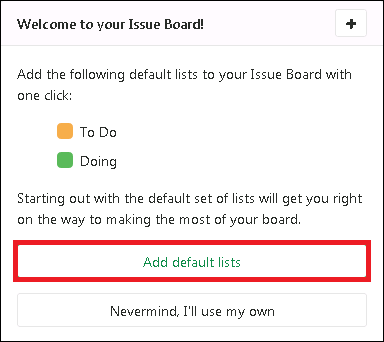 Welcome to your Issue Board!
Add the following default lists to your Issue Board with
one click:
To Do
Doing
Starting out with the default set of lists will get you right
on the way to making the most of your board.
Add default lists
Nevermind, I'll use my own